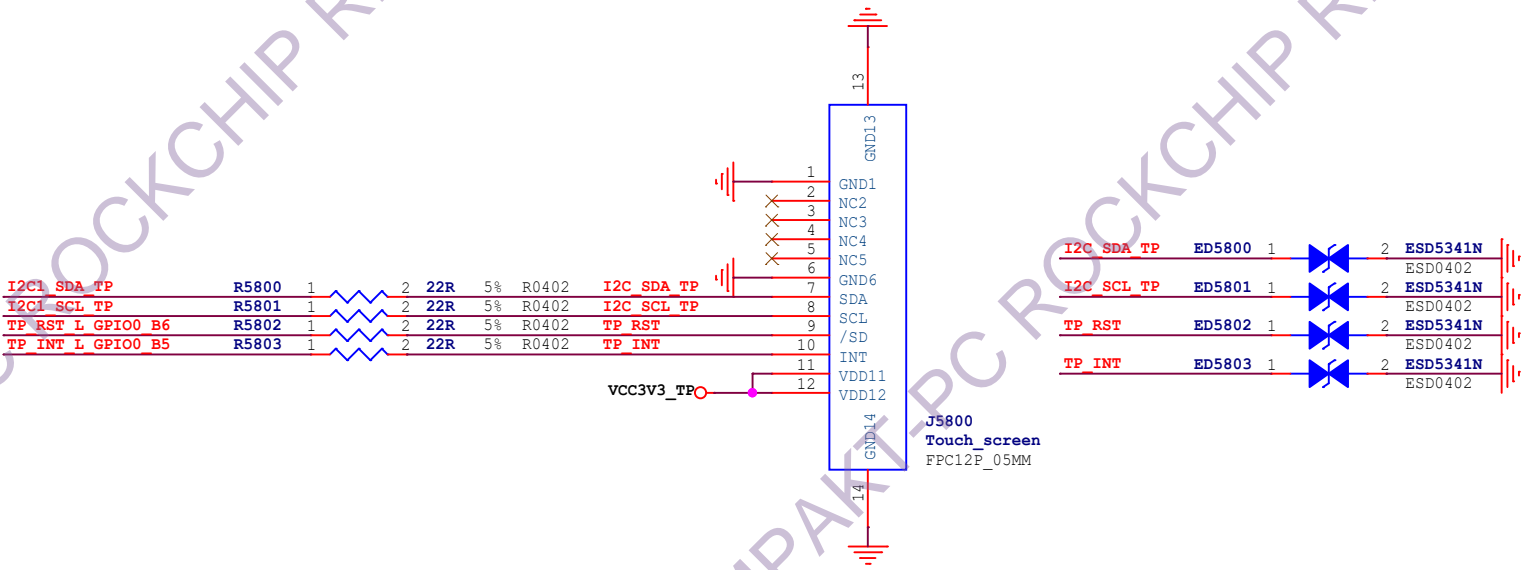 13
GND13
1 GND1
2 NC2
3 NC3
4 NC4
5 NC5
6 GND6
I2C1_SDA_TP R5800 1 2 22R 5% R0402 I2C_SDA_TP 7 SDA
I2C1_SCL_TP R5801 1 2 22R 5% R0402 I2C_SCL_TP 8 SCL
TP_RST_L_GPIO0_B6 R5802 1 2 22R 5% R0402 TP_RST 9 /SD
TP_INT_L_GPIO0_B5 R5803 1 2 22R 5% R0402 TP_INT 10 INT
11 VDD11
VCC3V3_TP 12 VDD12
GND14
14
J5800
Touch_screen
FPC12P_05MM
I2C_SDA_TP ED5800 1 2 ESD5341N
ESD0402
I2C_SCL_TP ED5801 1 2 ESD5341N
ESD0402
TP_RST ED5802 1 2 ESD5341N
ESD0402
TP_INT ED5803 1 2 ESD5341N
ESD0402
ROCKCHIP
PAKT-PC ROCKCHIP